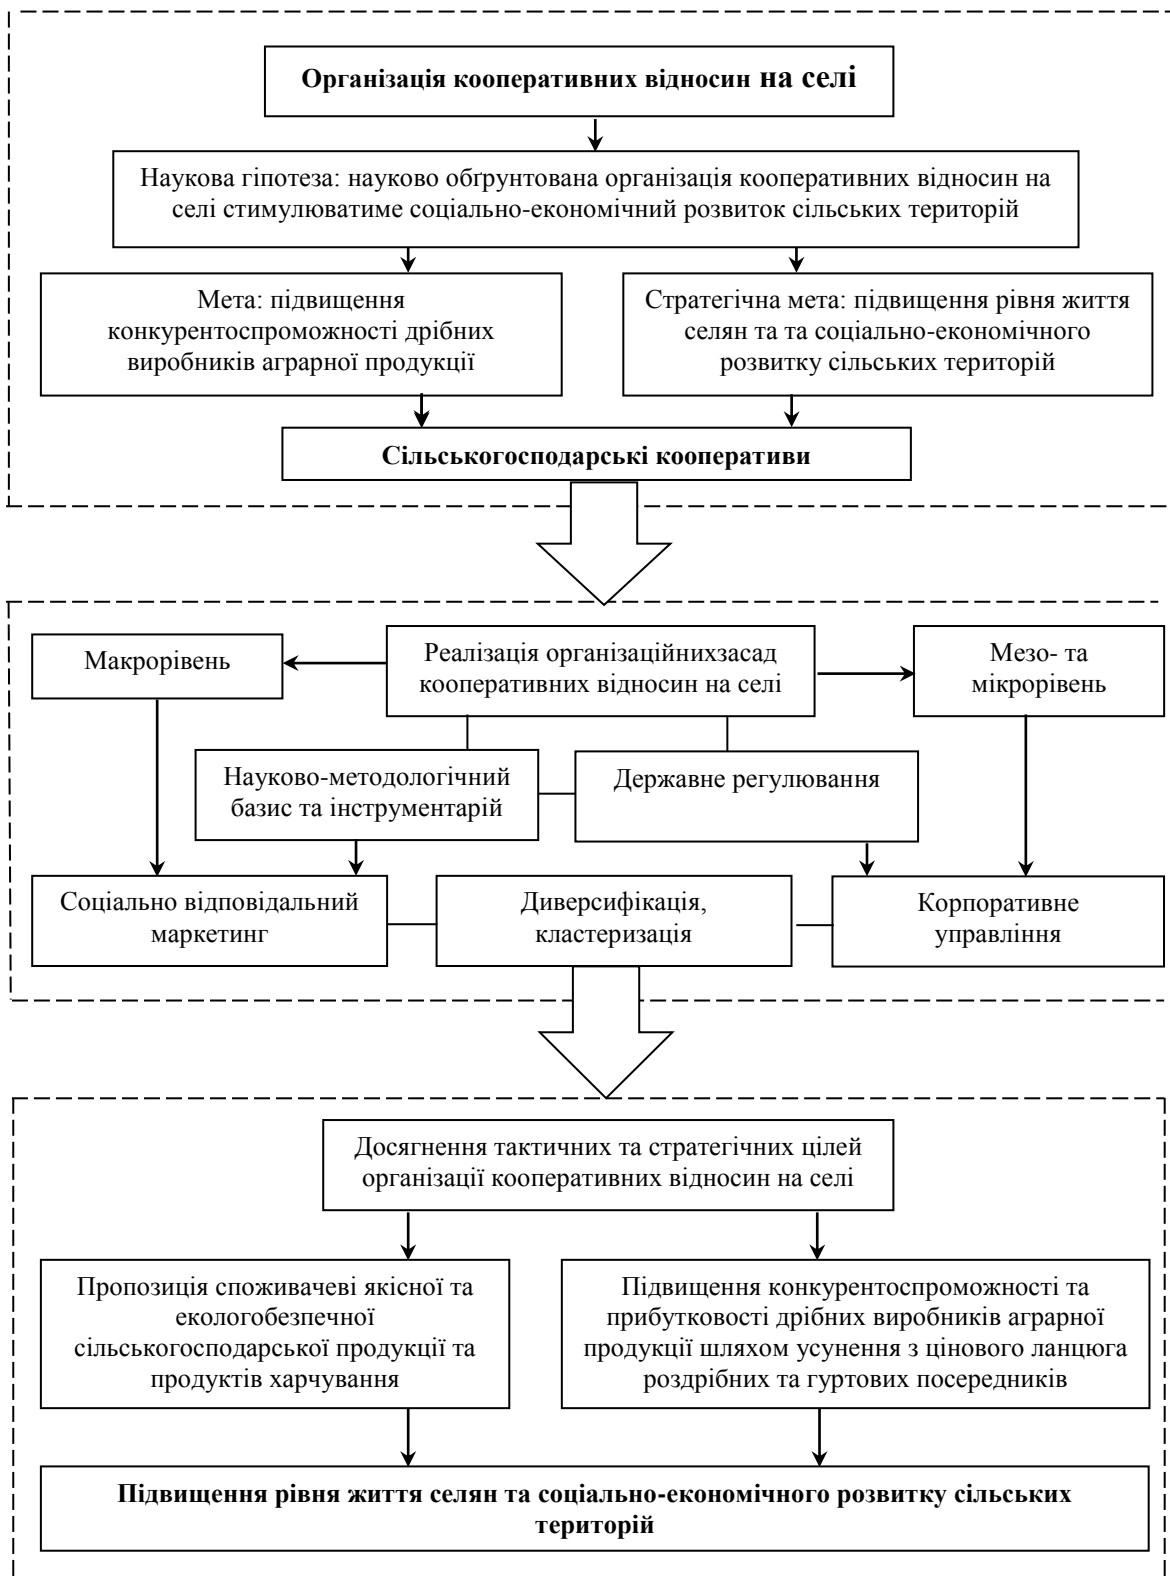 Організація кооперативних відносин на селі
Наукова гіпотеза: науково обґрунтована організація кооперативних відносин на
селі стимулюватиме соціально-економічний розвиток сільських територій
Мета: підвищення
конкурентоспроможності дрібних
виробників аграрної продукції
Стратегічна мета: підвищення рівня життя
селян та та соціально-економічного
розвитку сільських територій
Сільськогосподарські кооперативи
Макрорівень
Реалізація організаційнихзасад
кооперативних відносин на селі
Мезо- та
мікрорівень
Науково-методологічний
базис та інструментарій
Державне регулювання
Соціально відповідальний
маркетинг
Диверсифікація,
кластеризація
Корпоративне
управління
Досягнення тактичних та стратегічних цілей
організації кооперативних відносин на селі
Пропозиція споживачеві якісної та
екологобезпечної
сільськогосподарської продукції та
продуктів харчування
Підвищення конкурентоспроможності та
прибутковості дрібних виробників аграрної
продукції шляхом усунення з цінового ланцюга
роздрібних та гуртових посередників
Підвищення рівня життя селян та соціально-економічного розвитку сільських
територій